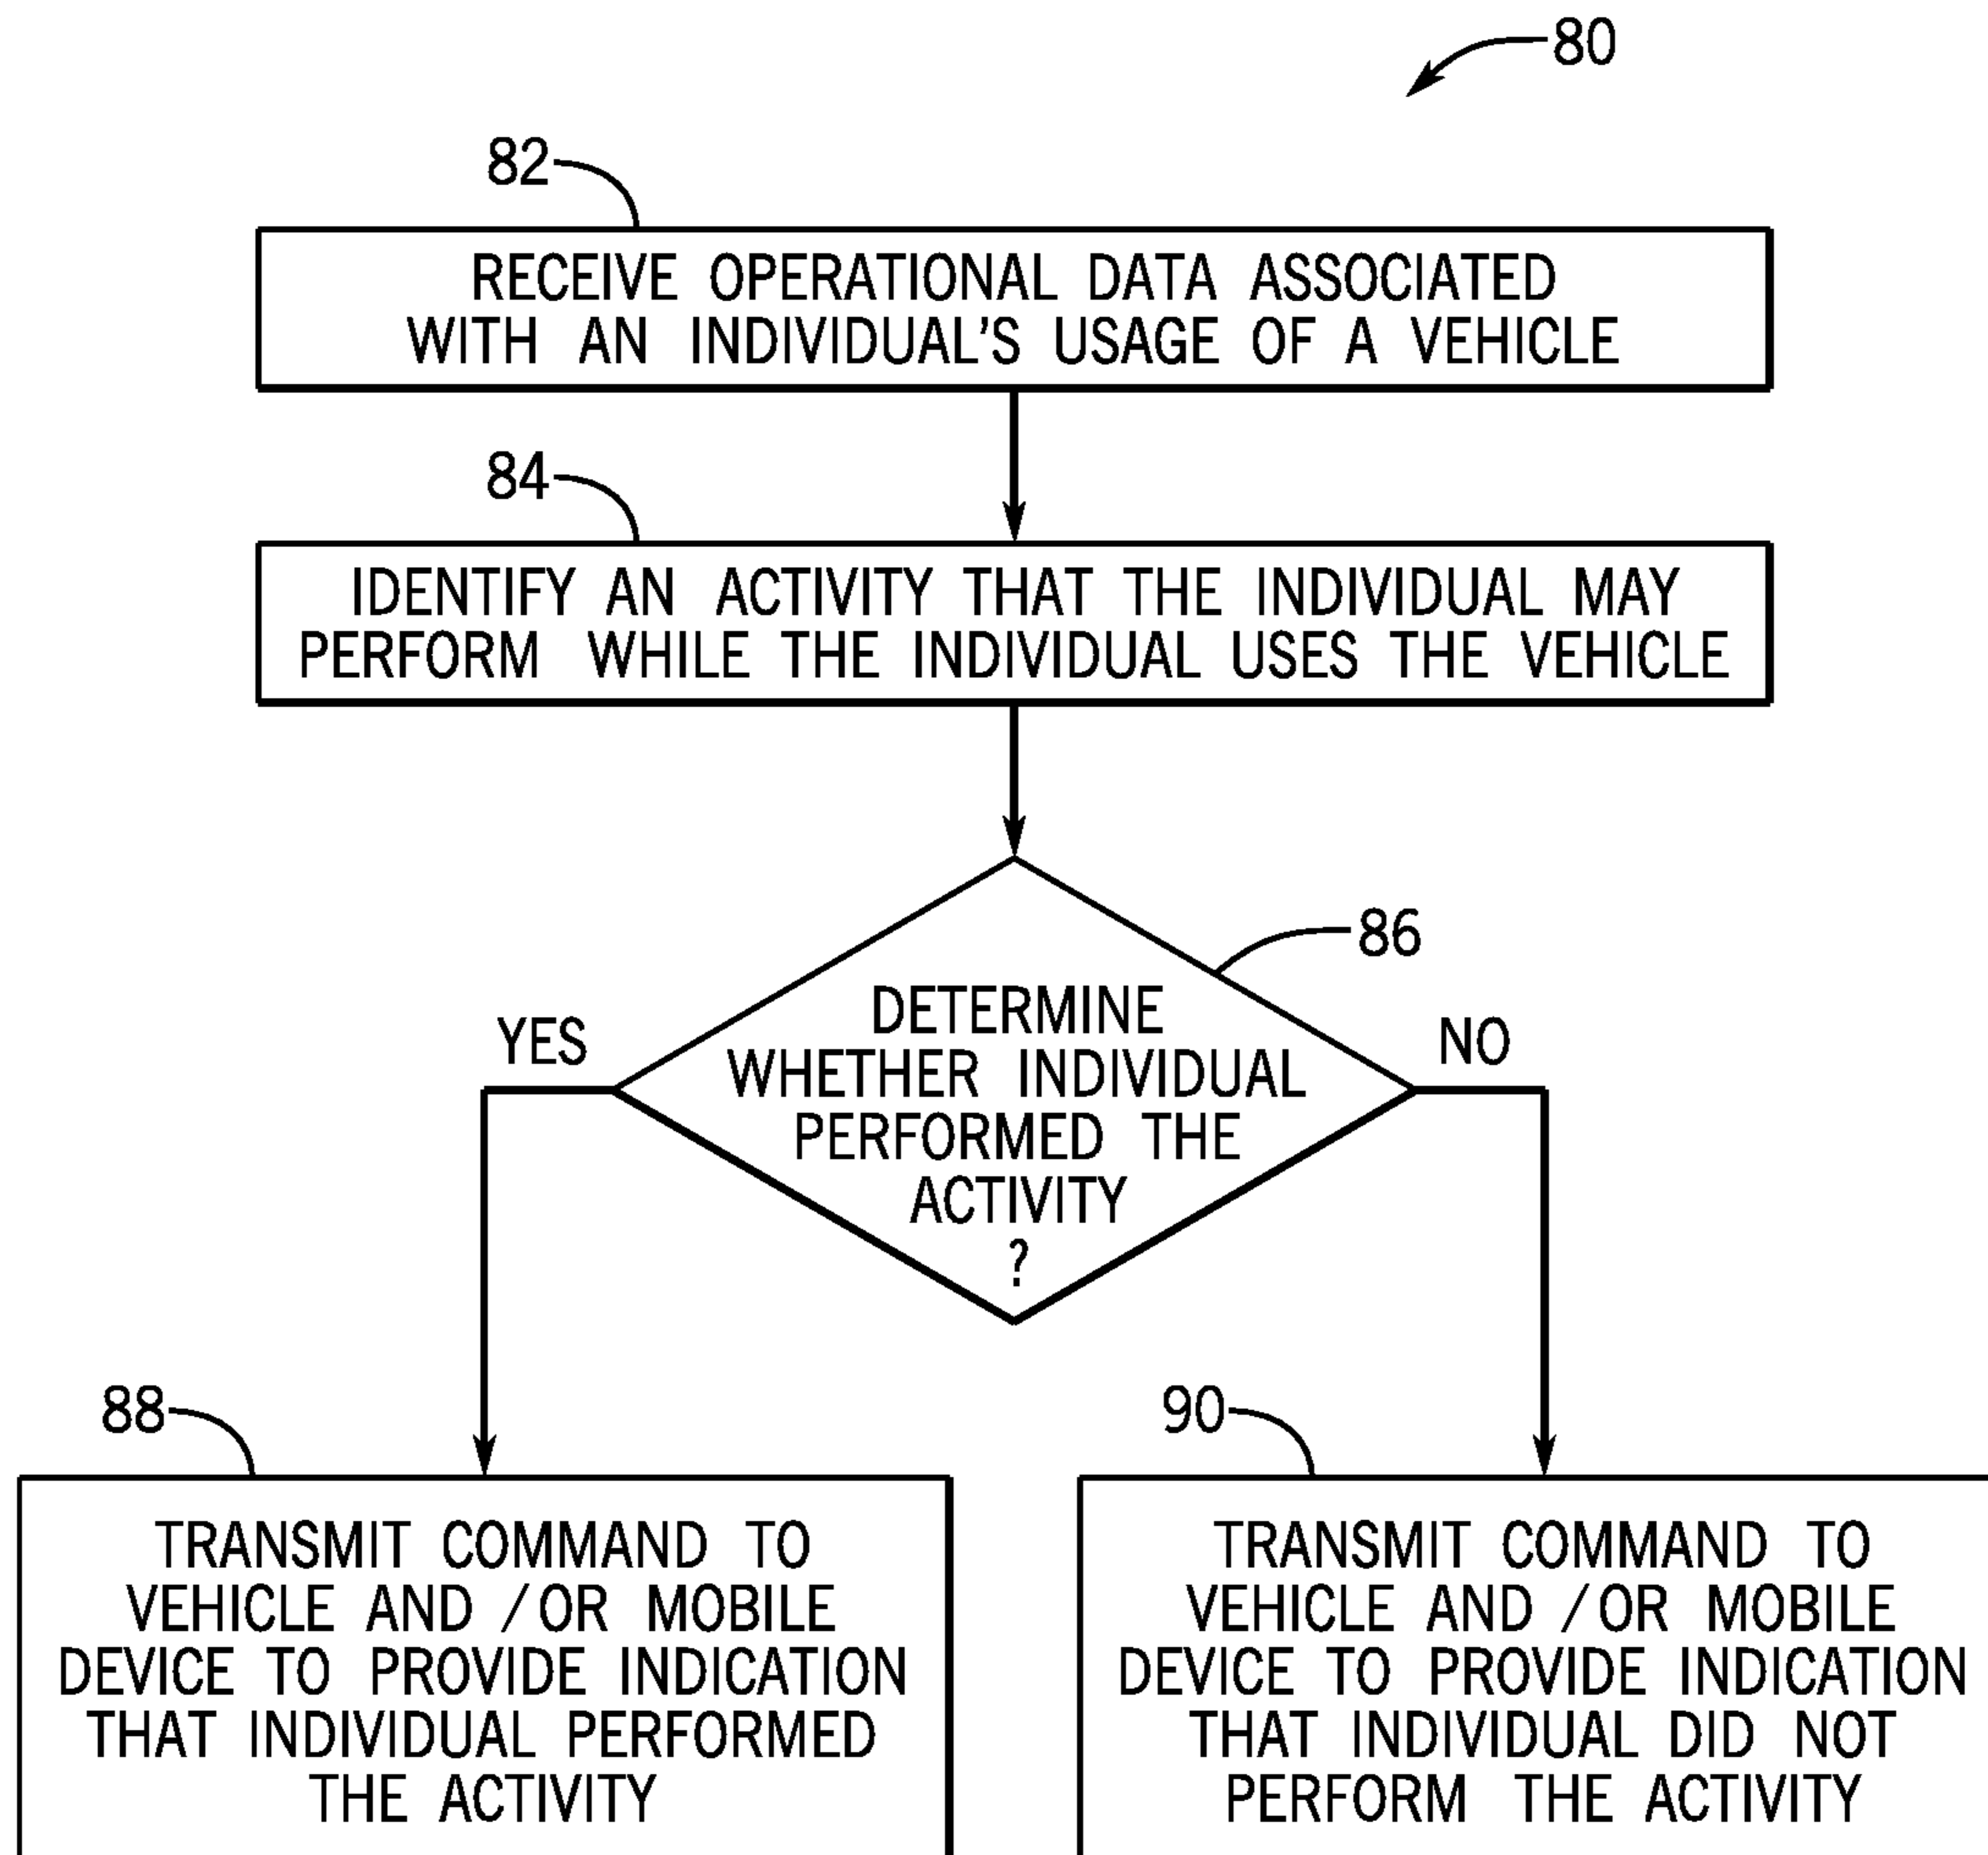 80
82
RECEIVE OPERATIONAL DATA ASSOCIATED
WITH AN INDIVIDUAL'S USAGE OF A VEHICLE
84
IDENTIFY AN ACTIVITY THAT THE INDIVIDUAL MAY
PERFORM WHILE THE INDIVIDUAL USES THE VEHICLE
86
DETERMINE
WHETHER INDIVIDUAL
PERFORMED THE
ACTIVITY
?
YES
NO
88
TRANSMIT COMMAND TO
VEHICLE AND /OR MOBILE
DEVICE TO PROVIDE INDICATION
THAT INDIVIDUAL PERFORMED
THE ACTIVITY
90
TRANSMIT COMMAND TO
VEHICLE AND /OR MOBILE
DEVICE TO PROVIDE INDICATION
THAT INDIVIDUAL DID NOT
PERFORM THE ACTIVITY